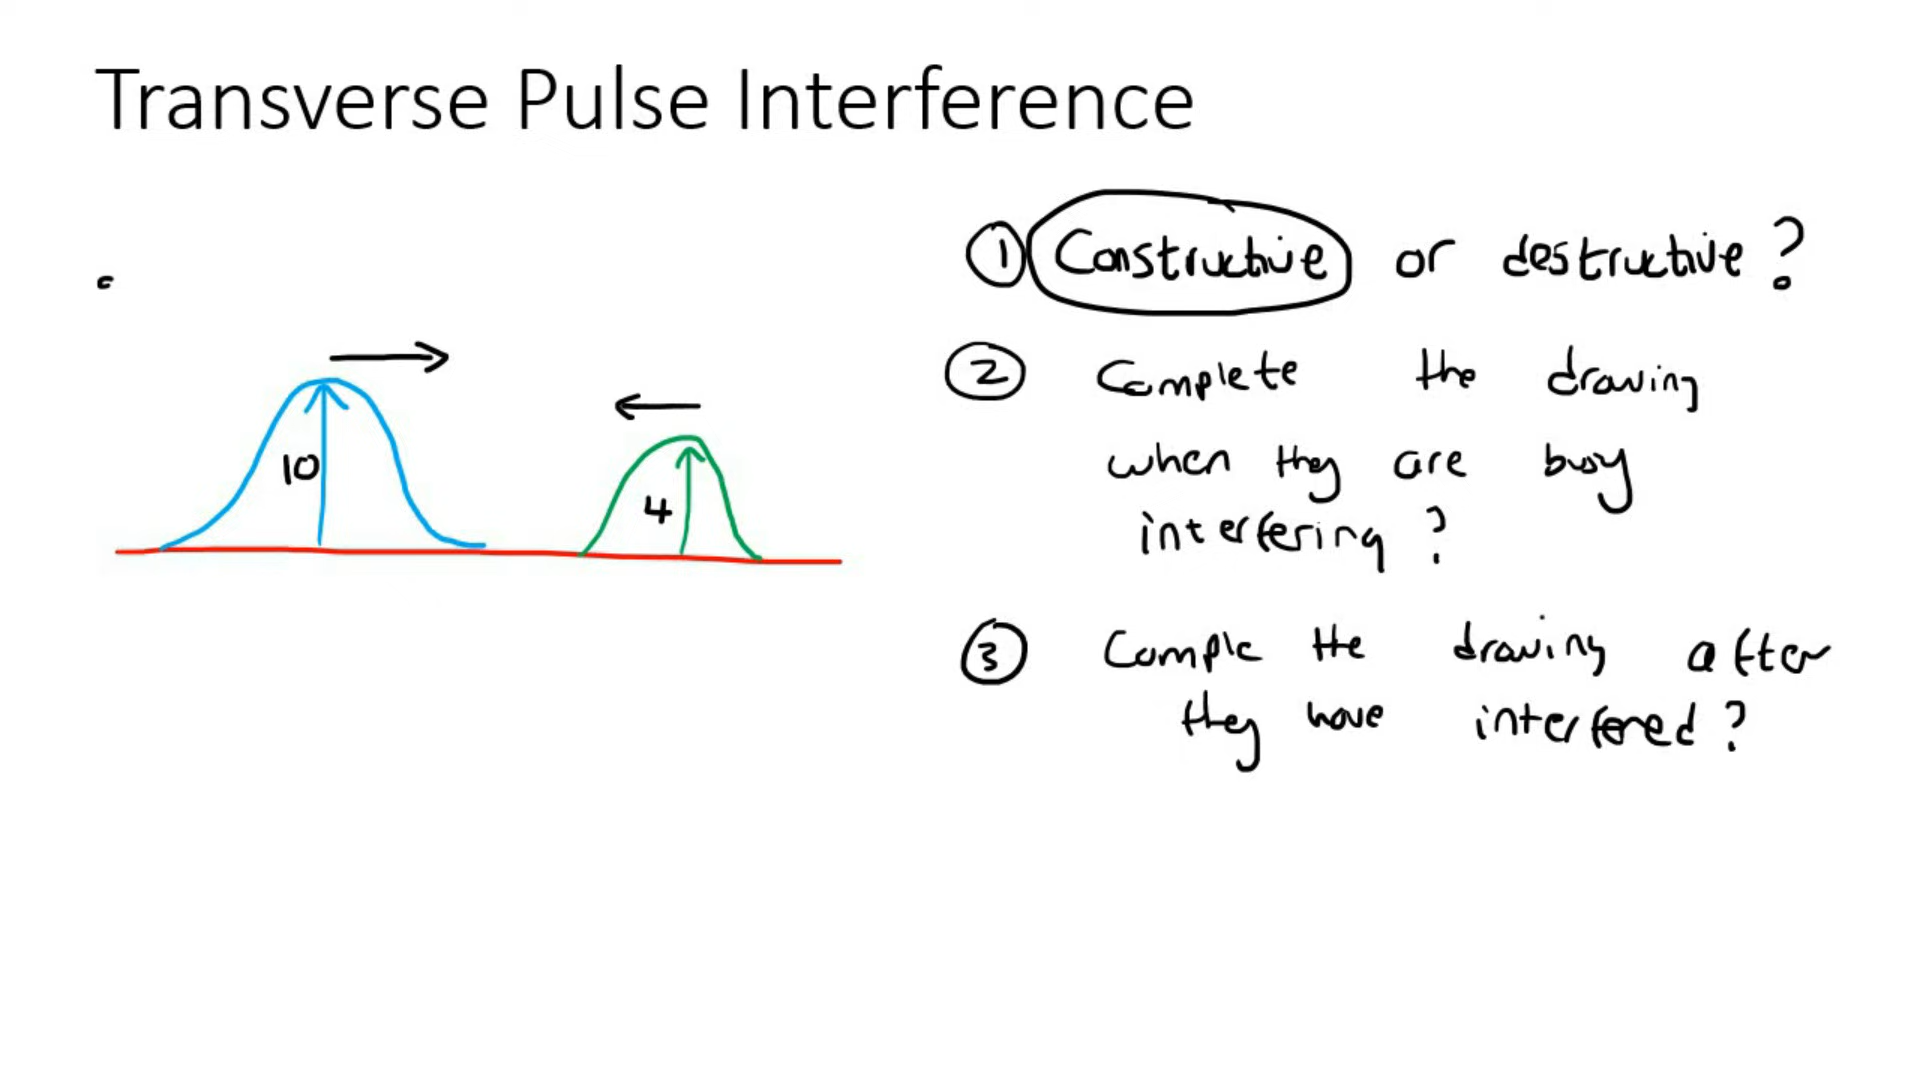 Transverse Pulse Interference
① Constructive or destructive?
② Complete the drawing
when they are busy
interfering?
③ Comple the drawing after
they have interfered?
10
4